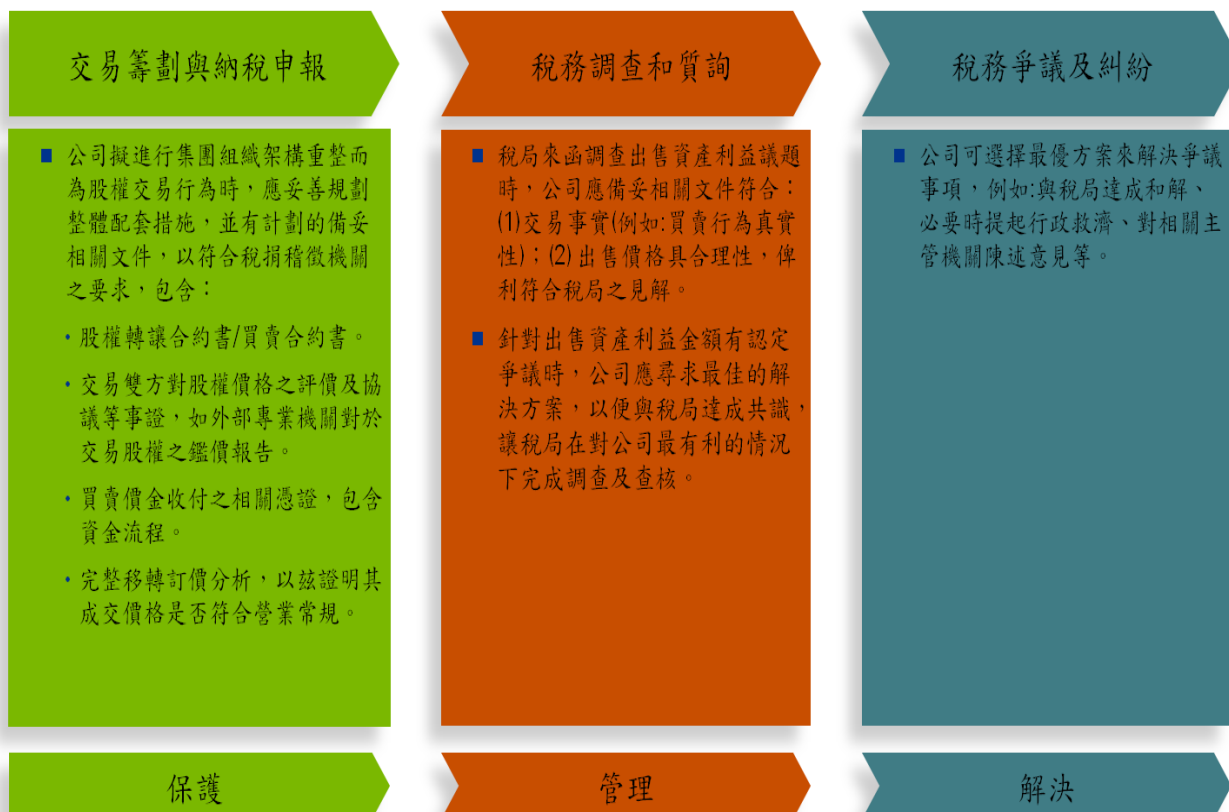 交易籌劃與納稅申報
■ 公司擬進行集團組織架構重整而
為股權交易行為時，應妥善規劃
整體配套措施，並有計劃的備妥
相關文件，以符合稅捐稽徵機關
之要求，包含：
• 股權轉讓合約書/買賣合約書。
• 交易雙方對股權價格之評價及協
議等事證，如外部專業機關對於
交易股權之鑑價報告。
• 買賣價金收付之相關憑證，包含
資金流程。
• 完整移轉訂價分析，以茲證明其
成交價格是否符合營業常規。
保護
稅務調查和質詢
■ 稅局來函調查出售資產利益議題
時，公司應備妥相關文件符合：
(1)交易事實(例如:買賣行為真實
性)；(2) 出售價格具合理性，俾
利符合稅局之見解。
■ 針對出售資產利益金額有認定
爭議時，公司應尋求最佳的解
決方案，以便與稅局達成共識，
讓稅局在對公司最有利的情況
下完成調查及查核。
管理
稅務爭議及糾紛
■ 公司可選擇最優方案來解決爭議
事項，例如:與稅局達成和解、
必要時提起行政救濟、對相關主
管機關陳述意見等。
解決